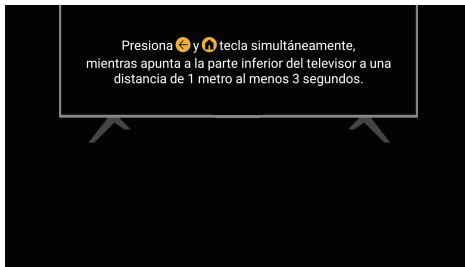 Presiona y tecla simultáneamente,
mientras apunta a la parte inferior del televisor a una
distancia de 1 metro al menos 3 segundos.